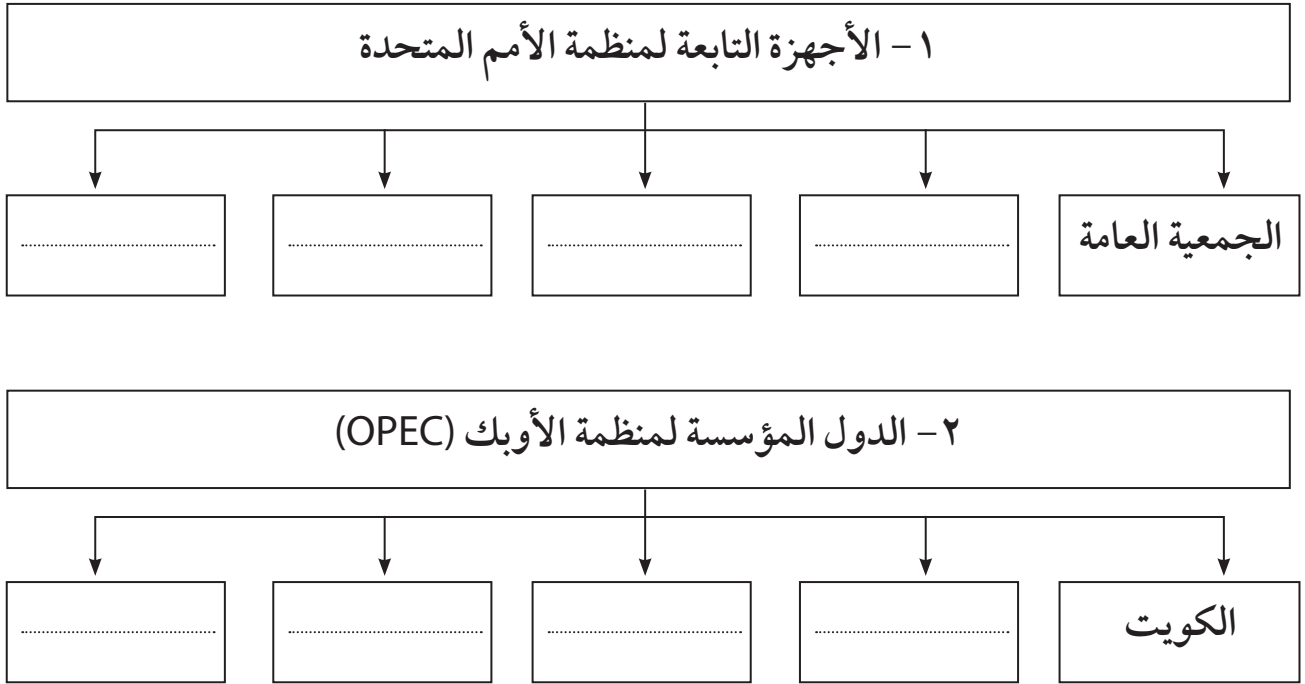 ١ – الأجهزة التابعة لمنظمة الأمم المتحدة
الجمعية العامة
٢ – الدول المؤسسة لمنظمة الأوبك (OPEC)
الكويت